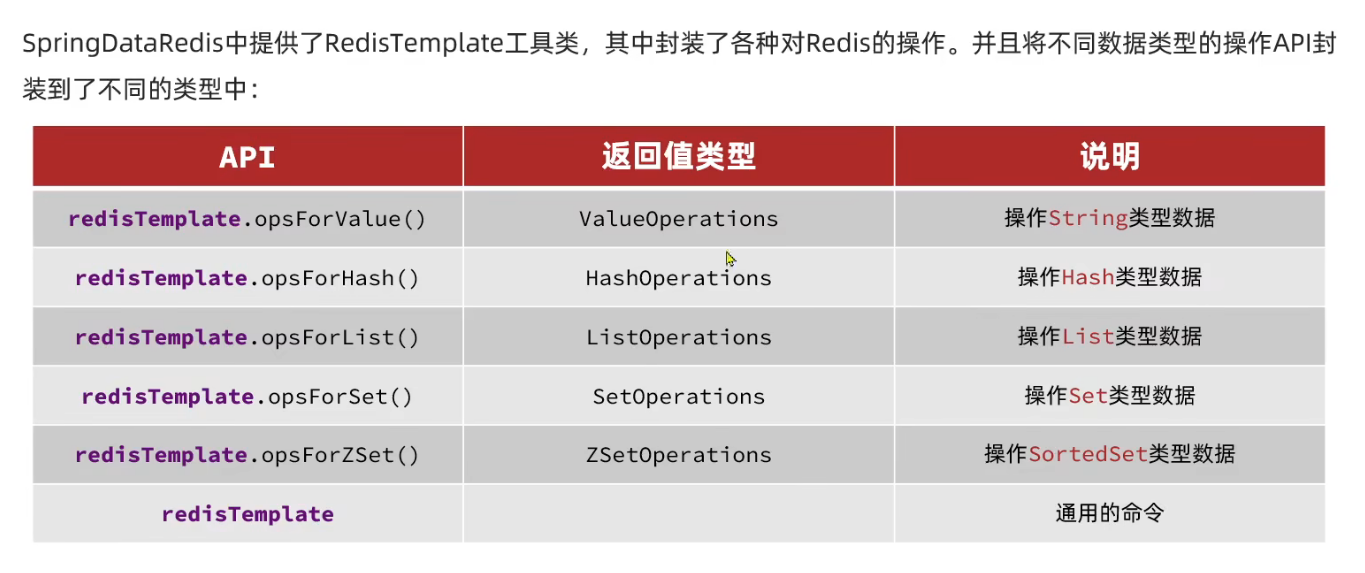 SpringDataRedis中提供了RedisTemplate工具类，其中封装了各种对Redis的操作。并且将不同数据类型的操作API封
装到了不同的类型中：
API 返回值类型 说明
redisTemplate.opsForValue() ValueOperations 操作String类型数据
redisTemplate.opsForHash() HashOperations 操作Hash类型数据
redisTemplate.opsForList() ListOperations 操作List类型数据
redisTemplate.opsForSet() SetOperations 操作Set类型数据
redisTemplate.opsForZSet() ZSetOperations 操作SortedSet类型数据
redisTemplate 通用的命令